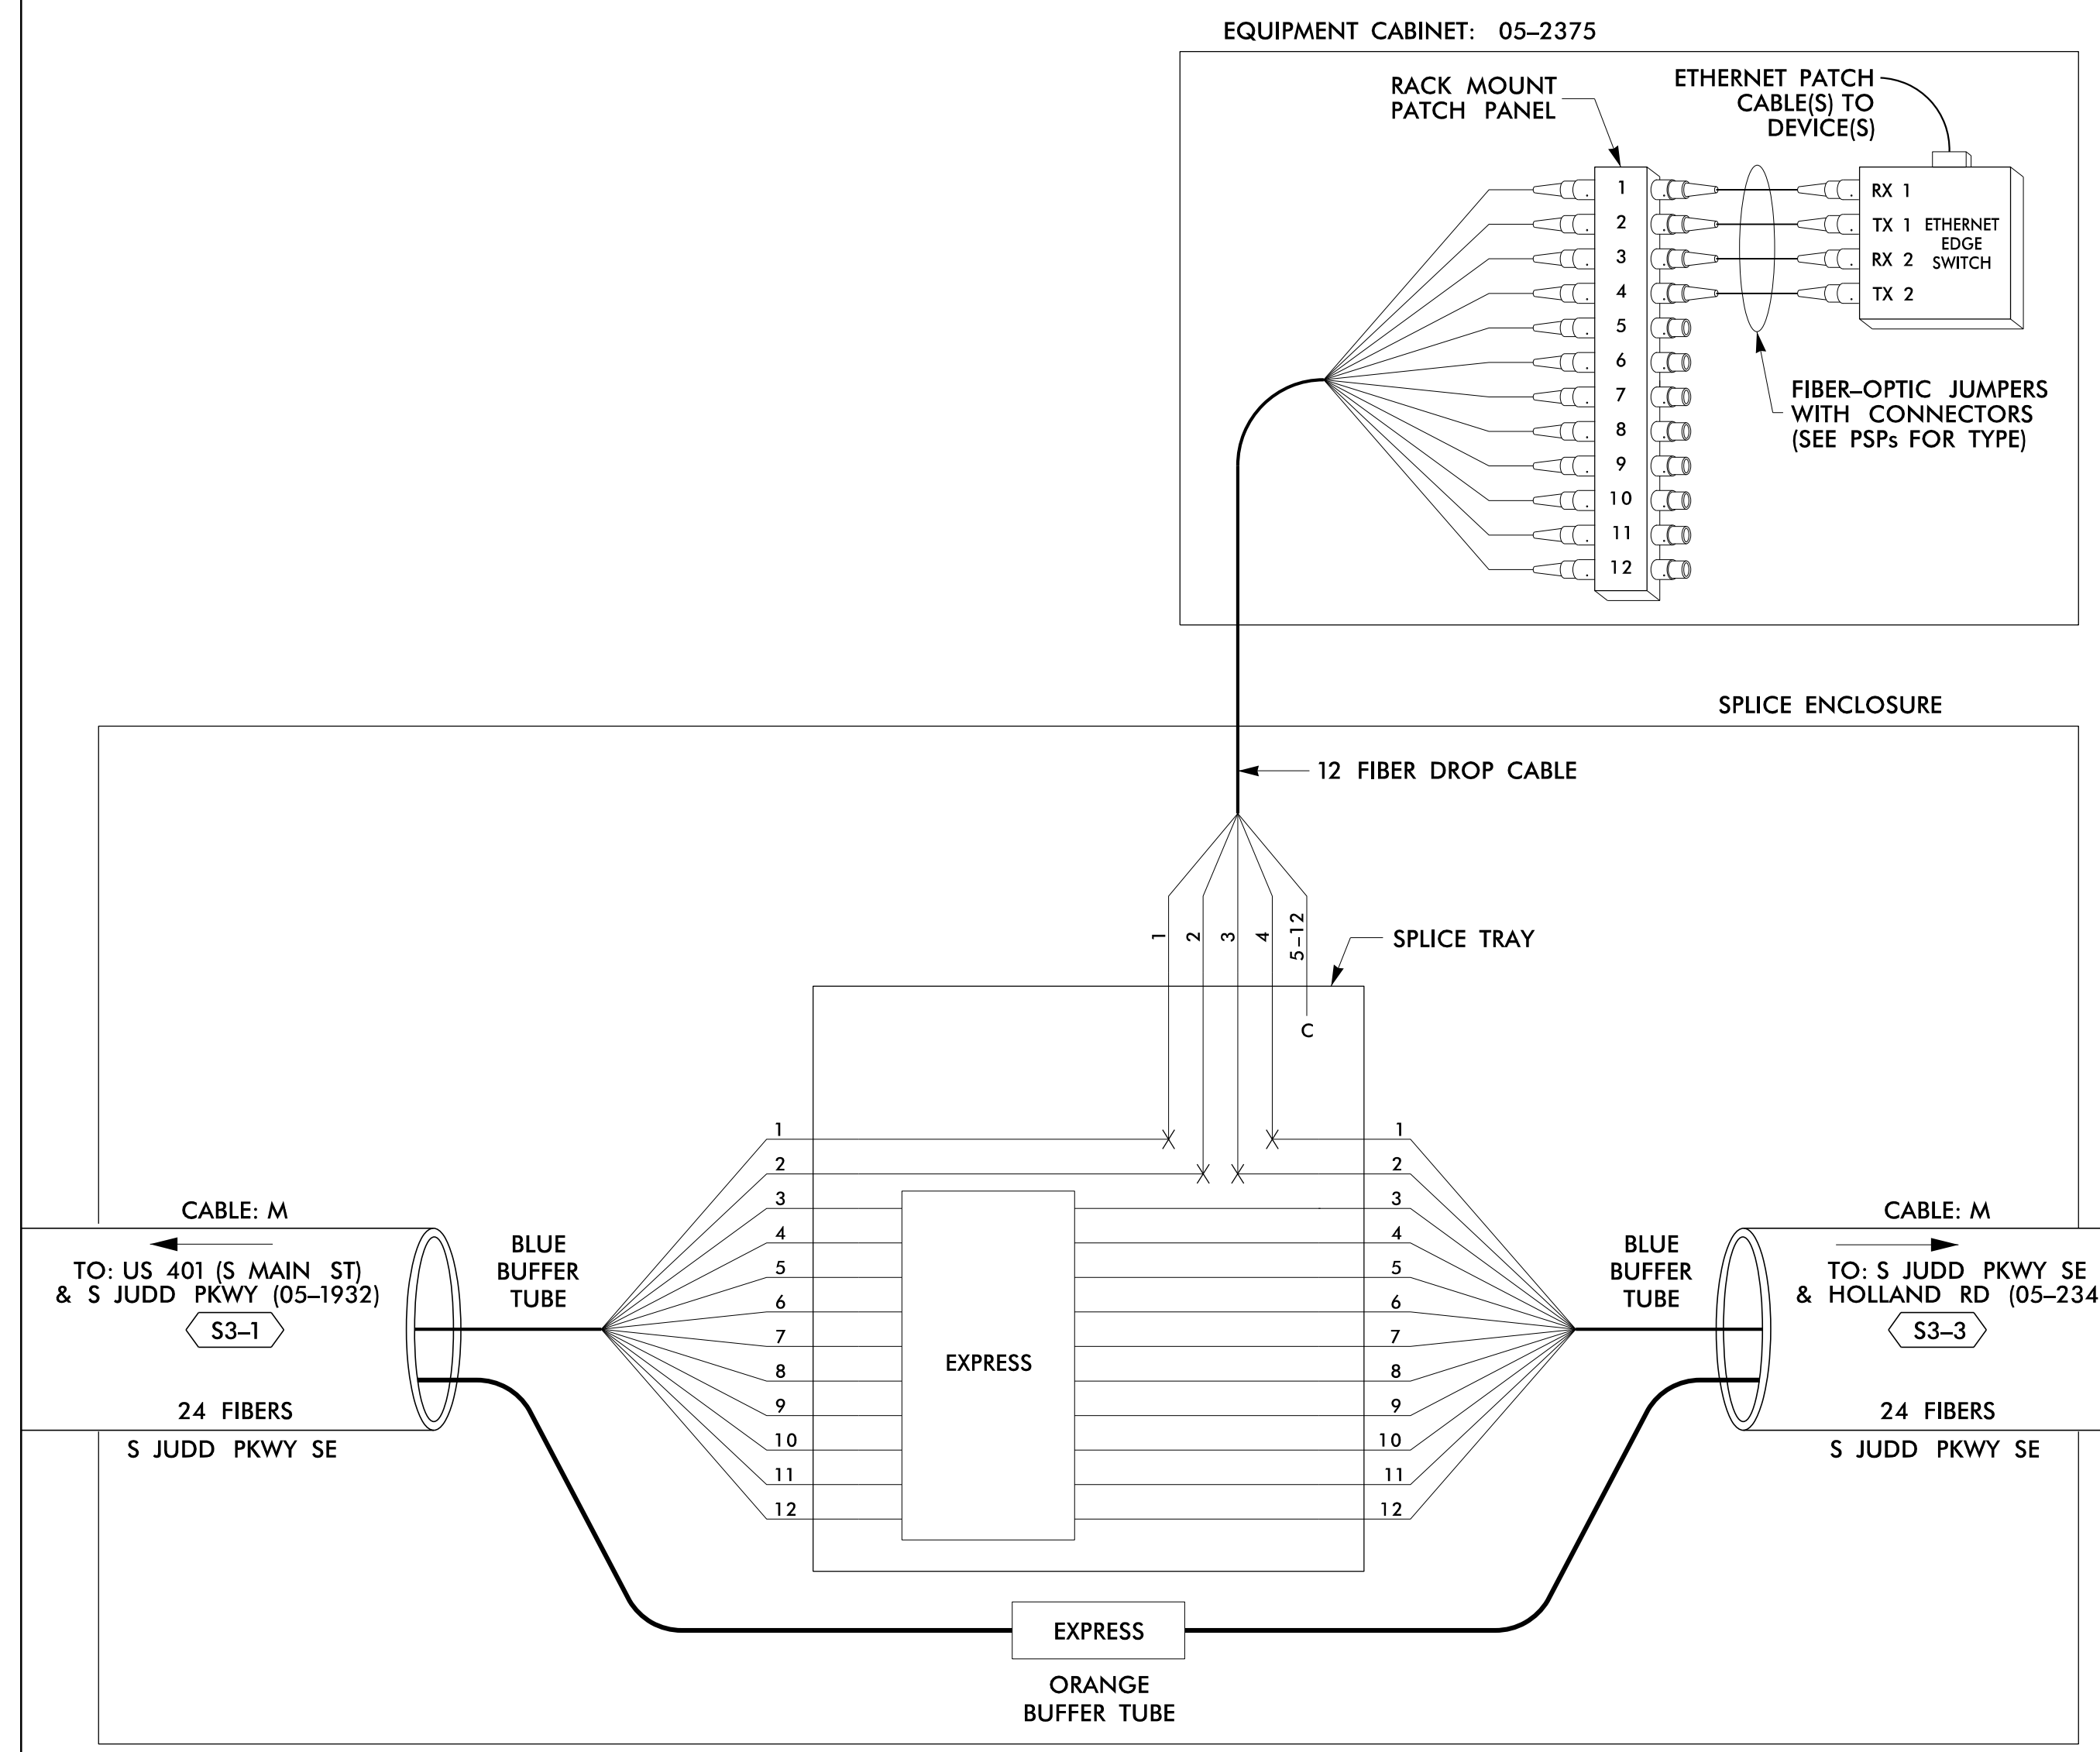 EQUIPMENT CABINET: 05–2375
RACK MOUNT
PATCH PANEL
ETHERNET PATCH
CABLE(S) TO
DEVICE(S)
1
2
3
4
5
6
7
8
9
10
11
12
RX 1
TX 1
RX 2
TX 2
ETHERNET
EDGE
SWITCH
FIBER–OPTIC JUMPERS
WITH CONNECTORS
(SEE PSPs FOR TYPE)
SPLICE ENCLOSURE
12 FIBER DROP CABLE
1
2
3
4
5–12
SPLICE TRAY
C
CABLE: M
TO: US 401 (S MAIN ST)
& S JUDD PKWY (05–1932)
S3–1
24 FIBERS
S JUDD PKWY SE
BLUE
BUFFER
TUBE
1
2
3
4
5
6
7
8
9
10
11
12
EXPRESS
1
2
3
4
5
6
7
8
9
10
11
12
BLUE
BUFFER
TUBE
CABLE: M
TO: S JUDD PKWY SE
& HOLLAND RD (05–234
S3–3
24 FIBERS
S JUDD PKWY SE
EXPRESS
ORANGE
BUFFER TUBE